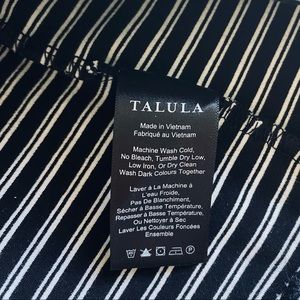 TALULA
Made in Vietnam
Fabriqué au Vietnam
Machine Wash Cold,
No Bleach, Tumble Dry Low,
Low Iron, Or Dry Clean
Wash Dark Colours Together
Laver à La Machine à
L'eau Froide,
Pas De Blanchiment,
Sécher à Basse Température,
Repasser à Basse Température,
Ou Nettoyer à Sec
Laver Les Couleurs Foncées
Ensemble